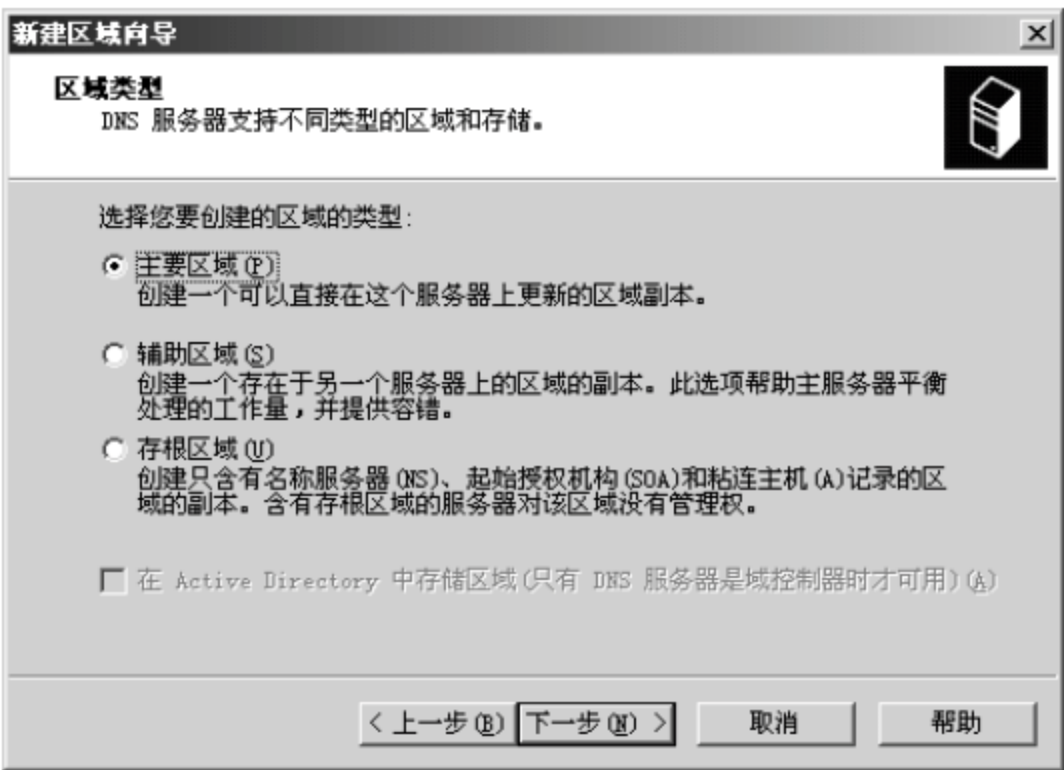 新建区域向导
区域类型
DNS 服务器支持不同类型的区域和存储。
选择您要创建的区域的类型:
主要区域(P)
创建一个可以直接在这个服务器上更新的区域副本。
辅助区域(S)
创建一个存在于另一个服务器上的区域的副本。此选项帮助主服务器平衡
处理的工作量，并提供容错。
存根区域(U)
创建只含有名称服务器(NS)、起始授权机构(SOA)和粘连主机(A)记录的区
域的副本。含有存根区域的服务器对该区域没有管理权。
在 Active Directory 中存储区域(只有 DNS 服务器是域控制器时才可用)(A)
< 上一步(B) 下一步(N) > 取消 帮助